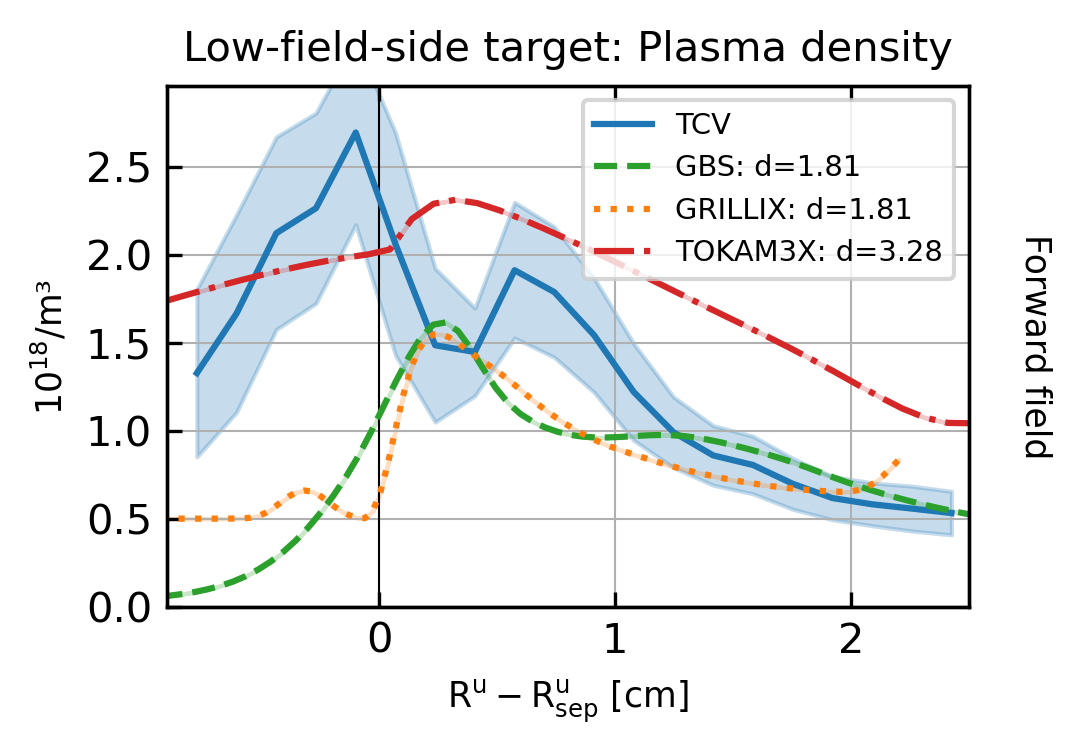 Low-field-side target: Plasma density
TCV
GBS: d=1.81
GRILLIX: d=1.81
TOKAM3X: d=3.28
2.5
2.0
1.5
1.0
0.5
0.0
10¹⁸/m³
0 1 2
Rᵘ − Rᵘsep [cm]
Forward field